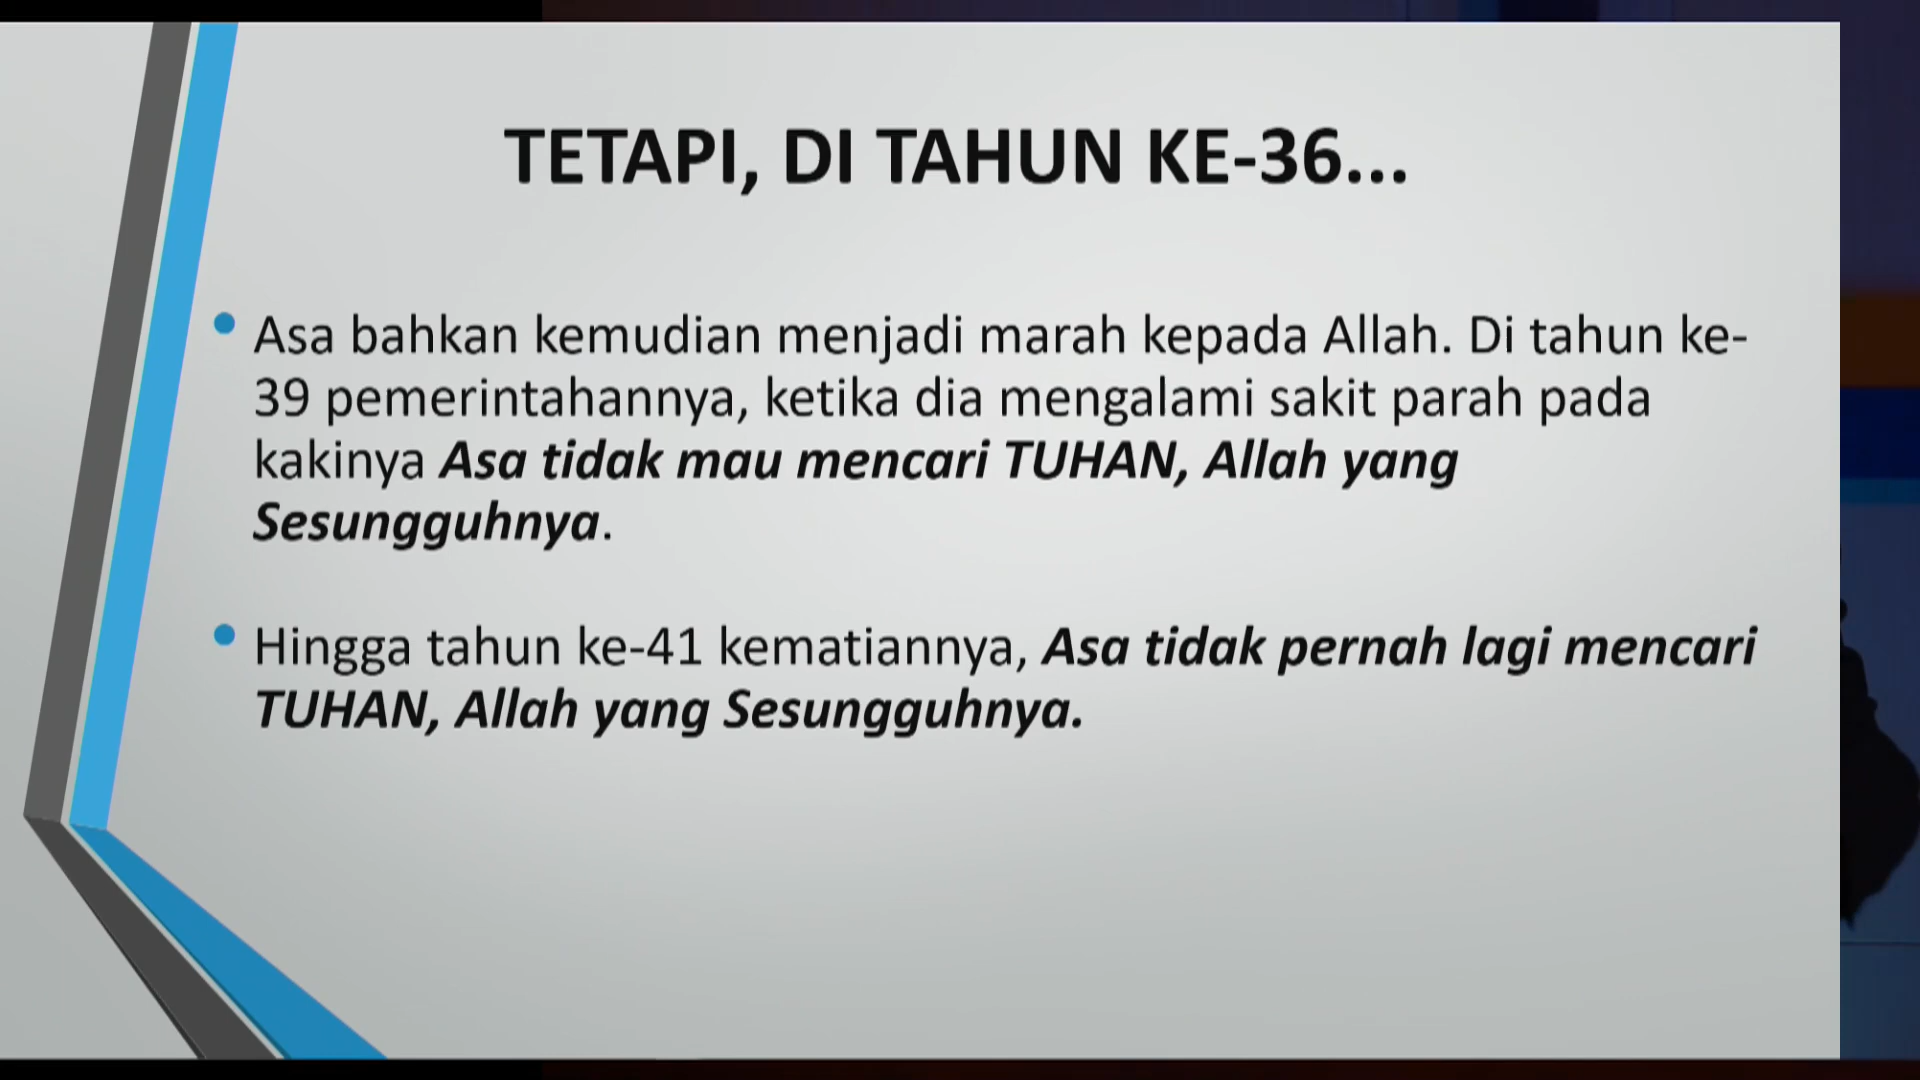 TETAPI, DI TAHUN KE-36...
• Asa bahkan kemudian menjadi marah kepada Allah. Di tahun ke-
39 pemerintahannya, ketika dia mengalami sakit parah pada
kakinya Asa tidak mau mencari TUHAN, Allah yang
Sesungguhnya.
• Hingga tahun ke-41 kematiannya, Asa tidak pernah lagi mencari
TUHAN, Allah yang Sesungguhnya.